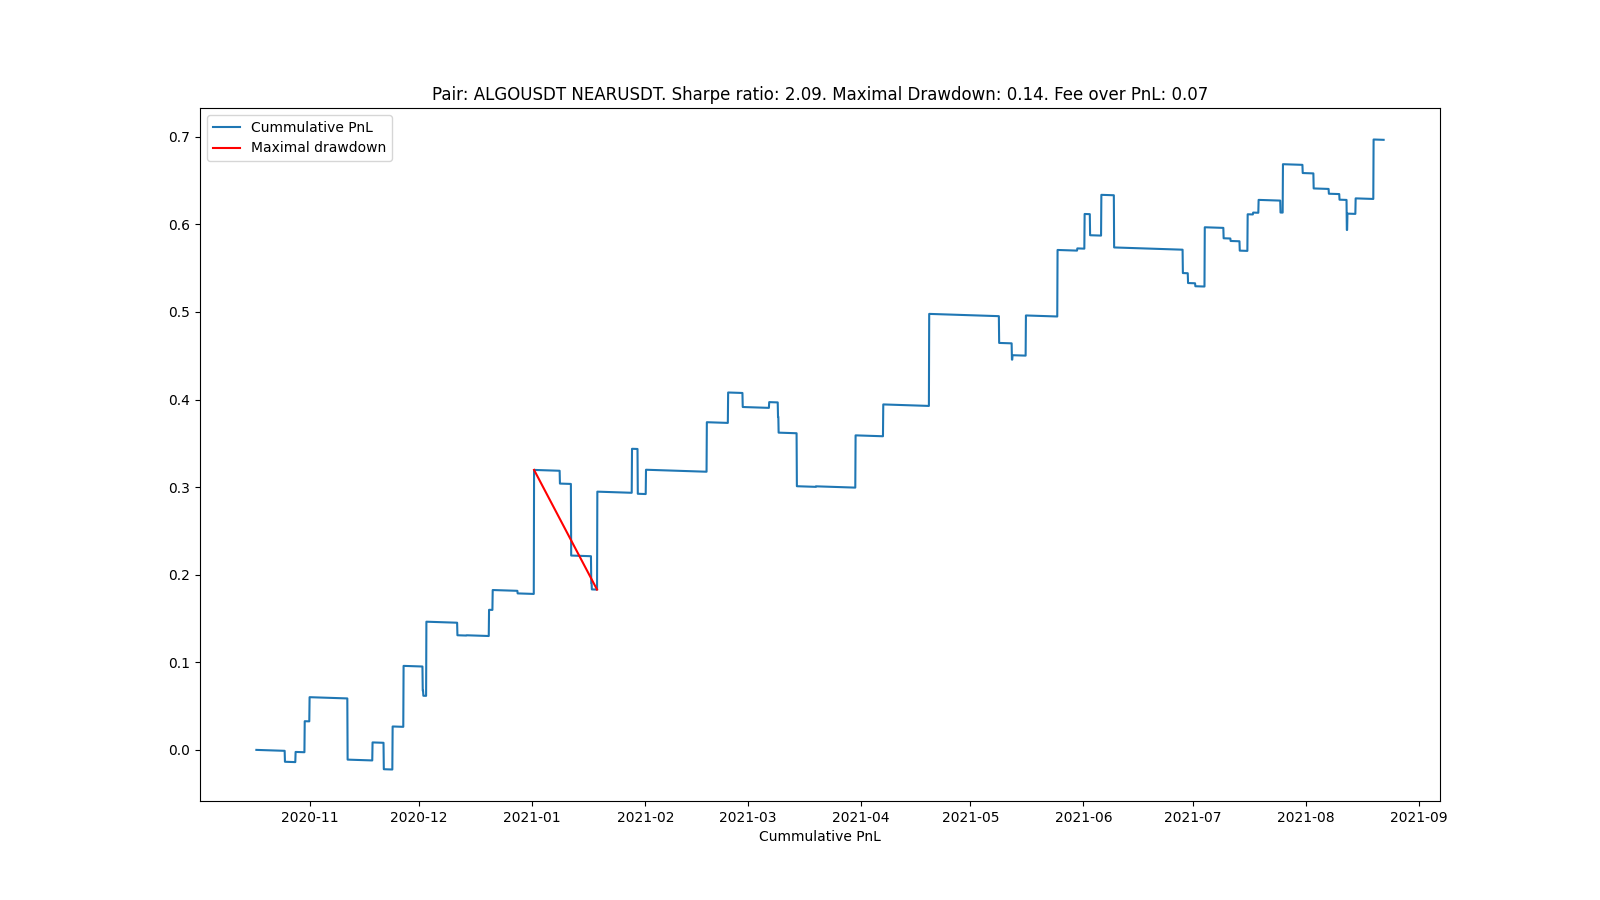 Pair: ALGOUSDT NEARUSDT. Sharpe ratio: 2.09. Maximal Drawdown: 0.14. Fee over PnL: 0.07
Cummulative PnL
Maximal drawdown
0.7
0.6
0.5
0.4
0.3
0.2
0.1
0.0
2020-11 2020-12 2021-01 2021-02 2021-03 2021-04 2021-05 2021-06 2021-07 2021-08 2021-09
Cummulative PnL